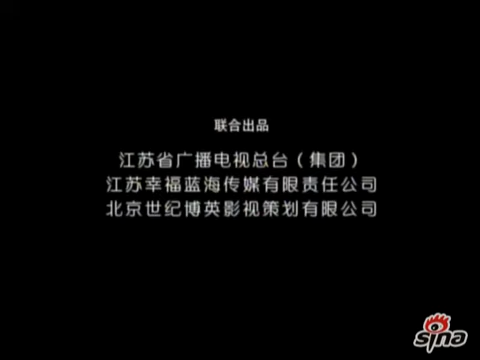 联合出品
江苏省广播电视总台（集团）
江苏幸福蓝海传媒有限责任公司
北京世纪博英影视策划有限公司
sina